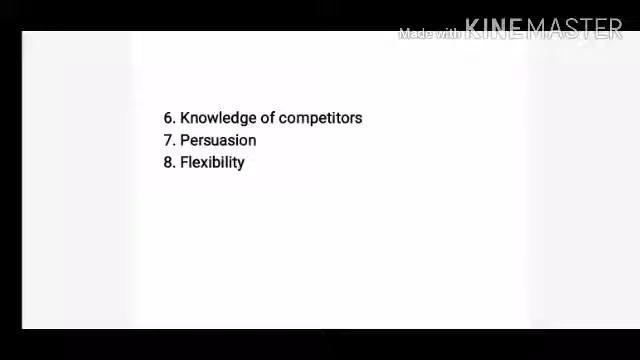 Made with KINEMASTER
6. Knowledge of competitors
7. Persuasion
8. Flexibility